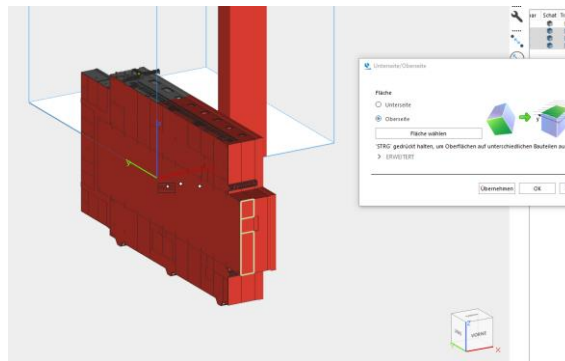 Schat
Unterseite/Oberseite
Fläche
Unterseite
Oberseite
Fläche wählen
'STRG' gedrückt halten, um Oberflächen auf unterschiedlichen Bauteilen au
> ERWEITERT
Übernehmen
OK
VORNE
X